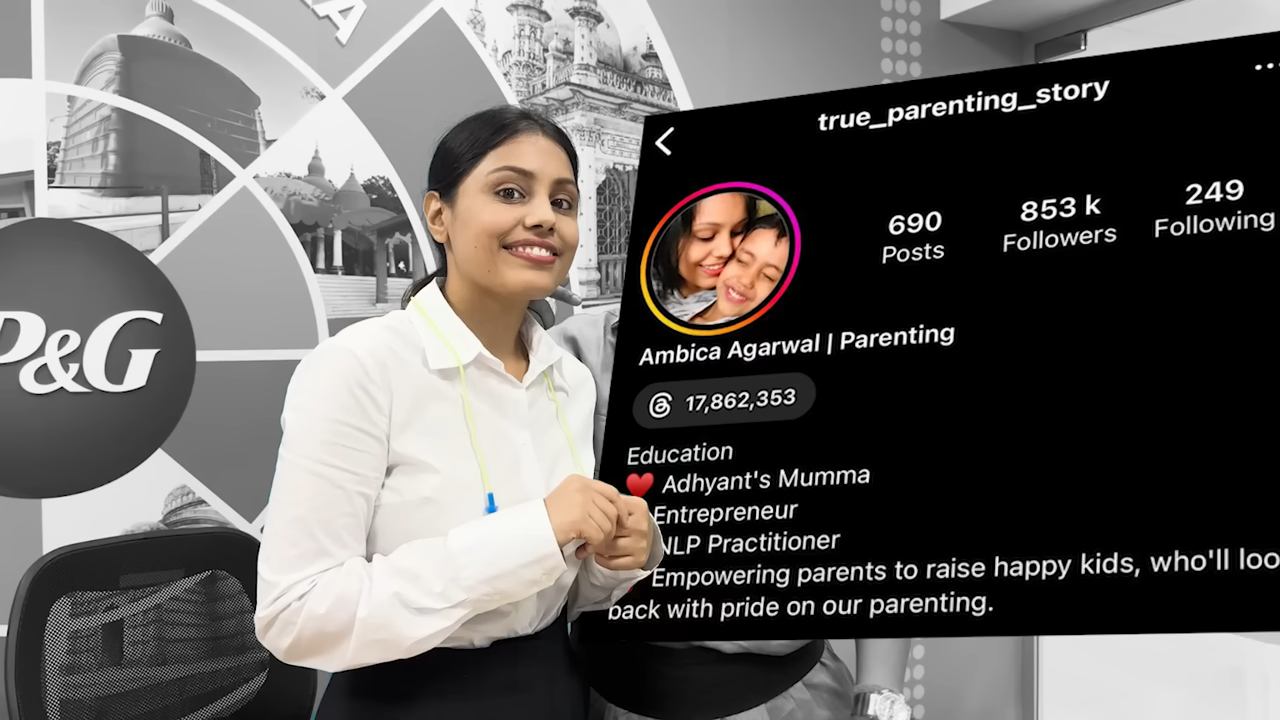 A
P&G
true_parenting_story
690
Posts
853 k
Followers
249
Following
Ambica Agarwal | Parenting
17,862,353
Education
❤️ Adhyant's Mumma
Entrepreneur
NLP Practitioner
Empowering parents to raise happy kids, who'll loo
back with pride on our parenting.